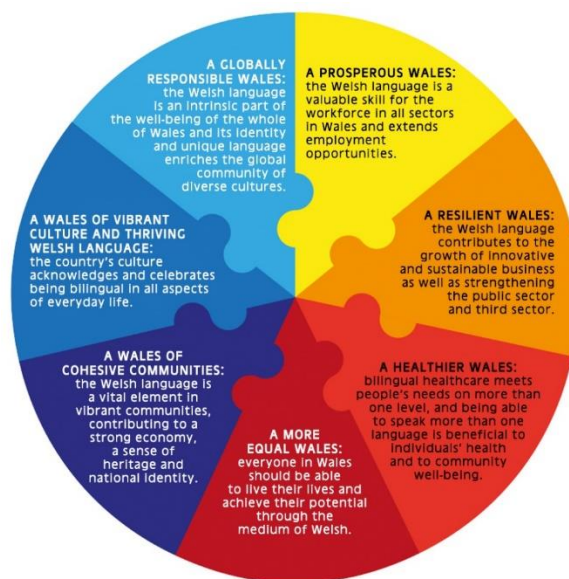 A GLOBALLY
RESPONSIBLE WALES:
the Welsh language
is an intrinsic part of
the well-being of the whole
of Wales and its identity
and unique language
enriches the global
community of
diverse cultures.
A PROSPEROUS WALES:
the Welsh language is a
valuable skill for the
workforce in all sectors
in Wales and extends
employment
opportunities.
A RESILIENT WALES:
the Welsh language
contributes to the
growth of innovative
and sustainable business
as well as strengthening
the public sector
and third sector.
A HEALTHIER WALES:
bilingual healthcare meets
people's needs on more than
one level, and being able
to speak more than one
language is beneficial to
individuals' health
and to community
well-being.
A MORE
EQUAL WALES:
everyone in Wales
should be able
to live their lives and
achieve their potential
through the
medium of Welsh.
A WALES OF
COHESIVE COMMUNITIES:
the Welsh language is
a vital element in
vibrant communities,
contributing to a
strong economy,
a sense of
heritage and
national identity.
A WALES OF VIBRANT
CULTURE AND THRIVING
WELSH LANGUAGE:
the country's culture
acknowledges and celebrates
being bilingual in all aspects
of everyday life.